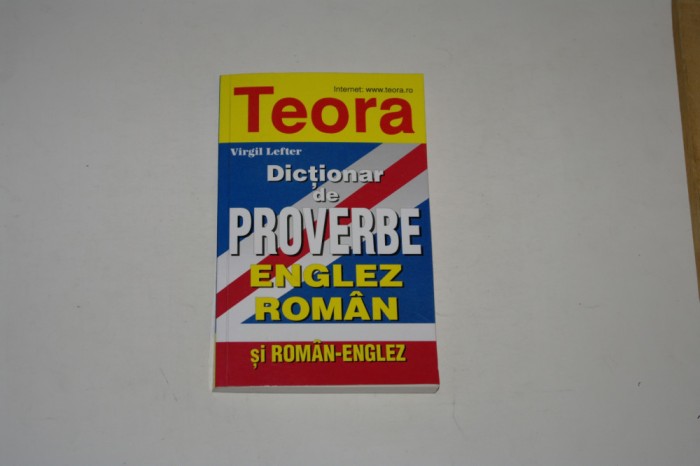 Internet: www.teora.ro
Teora
Virgil Lefter
Dicționar
de
PROVERBE
ENGLEZ
ROMÂN
și ROMÂN-ENGLEZ